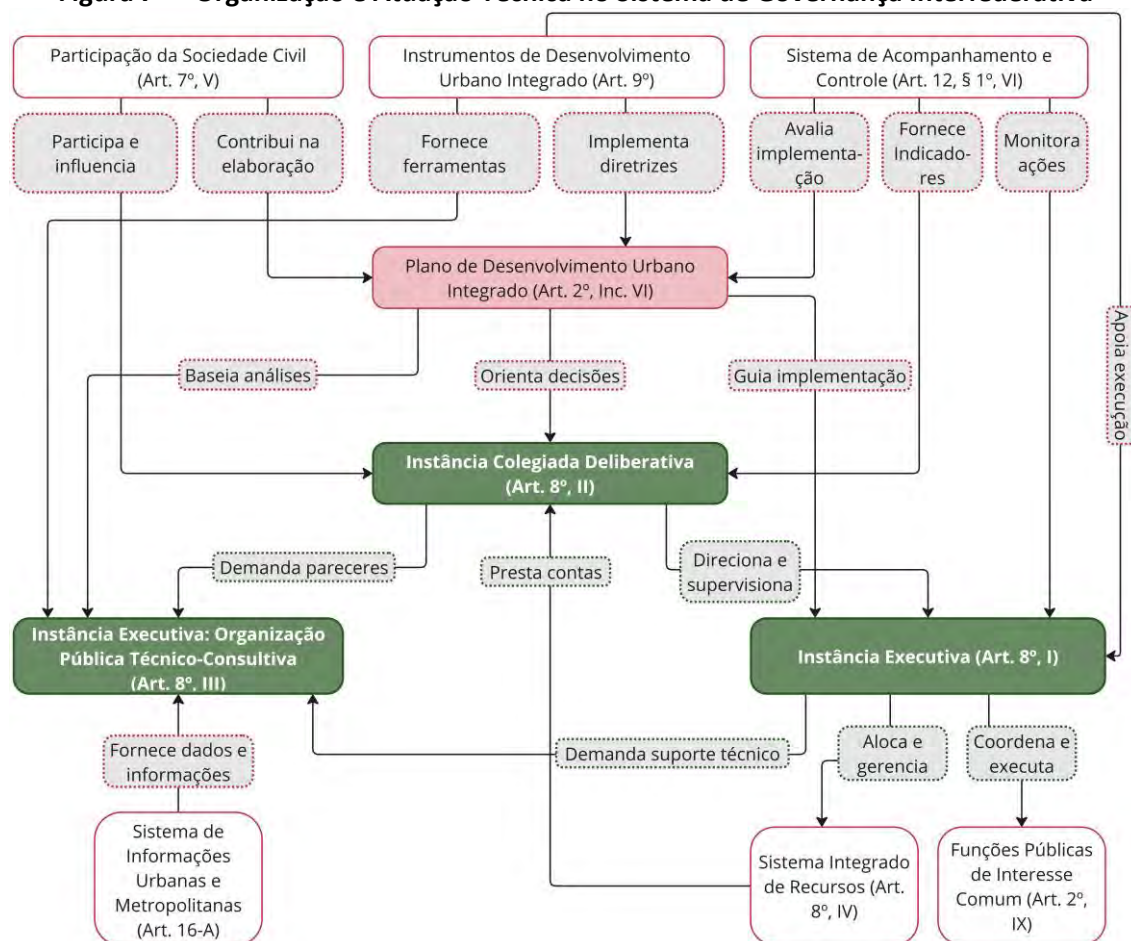 Organização e Atuação Técnica no Sistema de Governança Interfederativa
Participação da Sociedade Civil
(Art. 7º, V)
Instrumentos de Desenvolvimento
Urbano Integrado (Art. 9º)
Sistema de Acompanhamento e
Controle (Art. 12, § 1º, VI)
Participa e
influencia
Contribui na
elaboração
Fornece
ferramentas
Implementa
diretrizes
Avalia
implementa-
ção
Fornece
Indicado-
res
Monitora
ações
Plano de Desenvolvimento Urbano
Integrado (Art. 2º, Inc. VI)
Apoia execução
Baseia análises
Orienta decisões
Guia implementação
Instância Colegiada Deliberativa
(Art. 8º, II)
Demanda pareceres
Presta contas
Direciona e
supervisiona
Instância Executiva: Organização
Pública Técnico-Consultiva
(Art. 8º, III)
Instância Executiva (Art. 8º, I)
Fornece dados e
informações
Demanda suporte técnico
Aloca e
gerencia
Coordena e
executa
Sistema de
Informações
Urbanas e
Metropolitanas
(Art. 16-A)
Sistema Integrado
de Recursos (Art.
8º, IV)
Funções Públicas
de Interesse
Comum (Art. 2º,
IX)